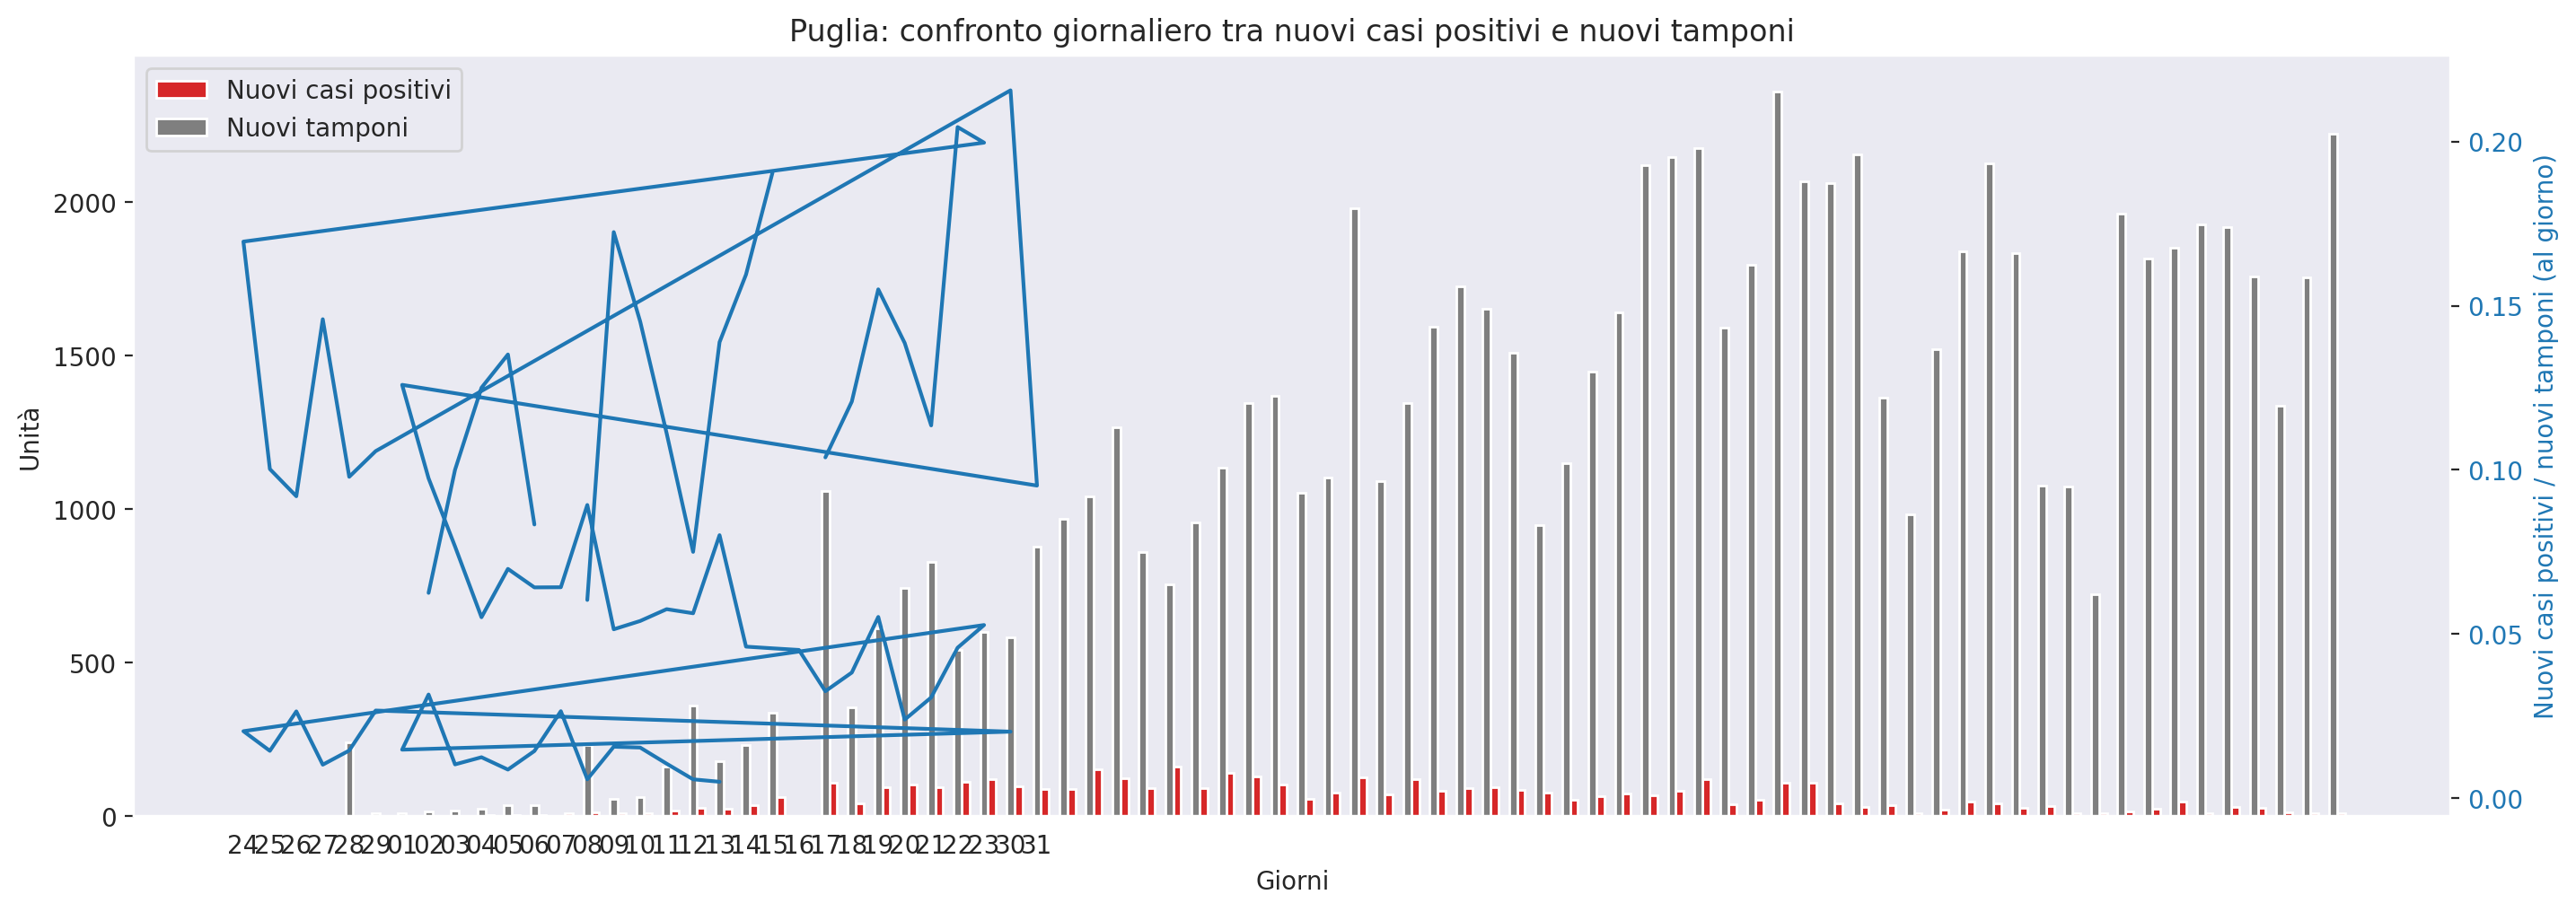 Puglia: confronto giornaliero tra nuovi casi positivi e nuovi tamponi
Nuovi casi positivi
Nuovi tamponi
2000
1500
1000
500
0
Unità
0.20
0.15
0.10
0.05
0.00
Nuovi casi positivi / nuovi tamponi (al giorno)
24 25 26 27 28 29 01 02 03 04 05 06 07 08 09 10 11 12 13 14 15 16 17 18 19 20 21 22 23 30 31
Giorni